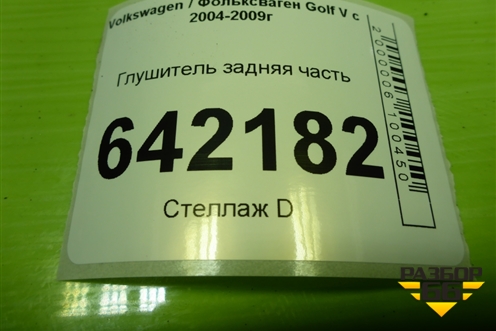 Volkswagen / Фольксваген Golf V с
2004-2009г
Глушитель задняя часть
642182
Стеллаж D
2000006100450
РАЗБОР